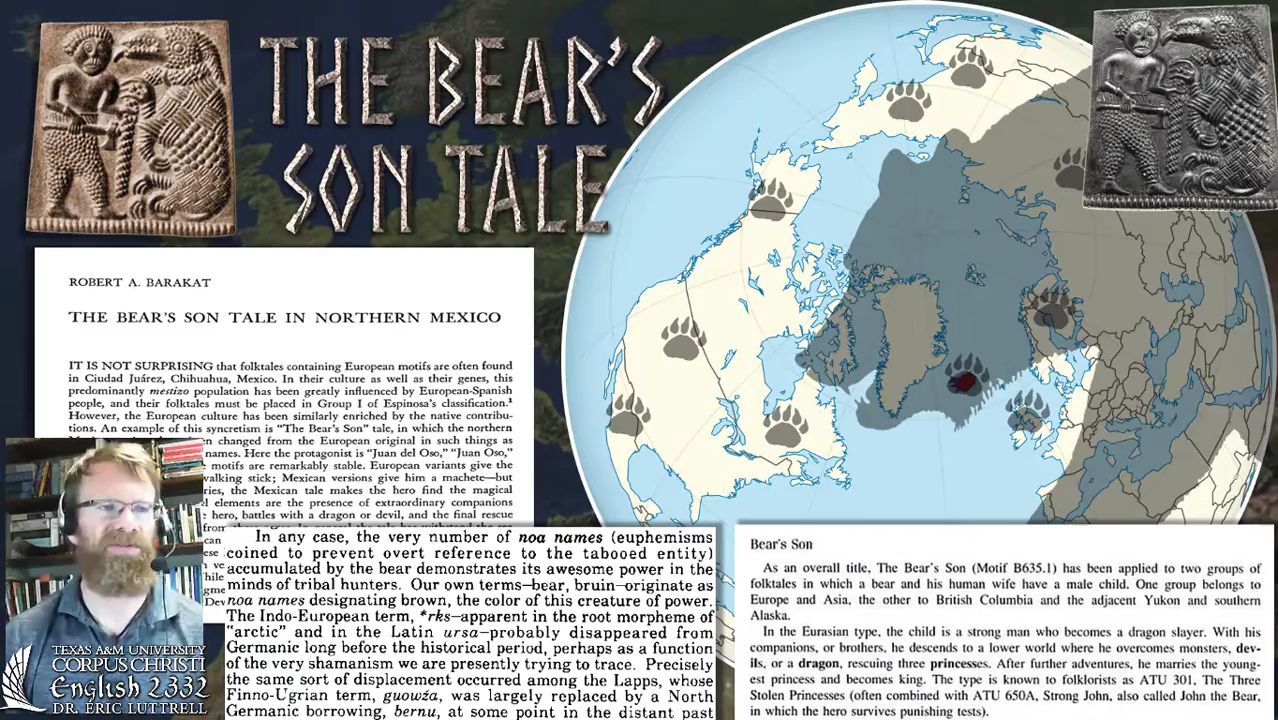 THE BEAR'S
SON TALE
ROBERT A. BARAKAT
THE BEAR'S SON TALE IN NORTHERN MEXICO
IT IS NOT SURPRISING that folktales containing European motifs are often found
in Ciudad Juárez, Chihuahua, Mexico. In their culture as well as their genes, this
predominantly mestizo population has been greatly influenced by European-Spanish
people, and their folktales must be placed in Group I of Espinosa's classification.¹
However, the European culture has been similarly enriched by the native contribu-
tions. An example of this syncretism is "The Bear's Son" tale, in which the northern
changed from the European original in such things as
names. Here the protagonist is "Juan del Oso," "Juan Oso,"
motifs are remarkably stable. European variants give the
walking stick; Mexican versions give him a machete—but
ries, the Mexican tale makes the hero find the magical
l elements are the presence of extraordinary companions
hero, battles with a dragon or devil, and the final rescue
from
In any case, the very number of noa names (euphemisms
coined to prevent overt reference to the tabooed entity)
accumulated by the bear demonstrates its awesome power in the
minds of tribal hunters. Our own terms—bear, bruin—originate as
noa names designating brown, the color of this creature of power.
The Indo-European term, *rks—apparent in the root morpheme of
"arctic" and in the Latin ursa—probably disappeared from
Germanic long before the historical period, perhaps as a function
of the very shamanism we are presently trying to trace. Precisely
the same sort of displacement occurred among the Lapps, whose
Finno-Ugrian term, guowža, was largely replaced by a North
Germanic borrowing, bernu, at some point in the distant past
Bear's Son
As an overall title, The Bear's Son (Motif B635.1) has been applied to two groups of
folktales in which a bear and his human wife have a male child. One group belongs to
Europe and Asia, the other to British Columbia and the adjacent Yukon and southern
Alaska.
In the Eurasian type, the child is a strong man who becomes a dragon slayer. With his
companions, or brothers, he descends to a lower world where he overcomes monsters, dev-
ils, or a dragon, rescuing three princesses. After further adventures, he marries the young-
est princess and becomes king. The type is known to folklorists as ATU 301, The Three
Stolen Princesses (often combined with ATU 650A, Strong John, also called John the Bear,
in which the hero survives punishing tests).
TEXAS A&M UNIVERSITY
CORPUS CHRISTI
English 2332
DR. ERIC LUTTRELL